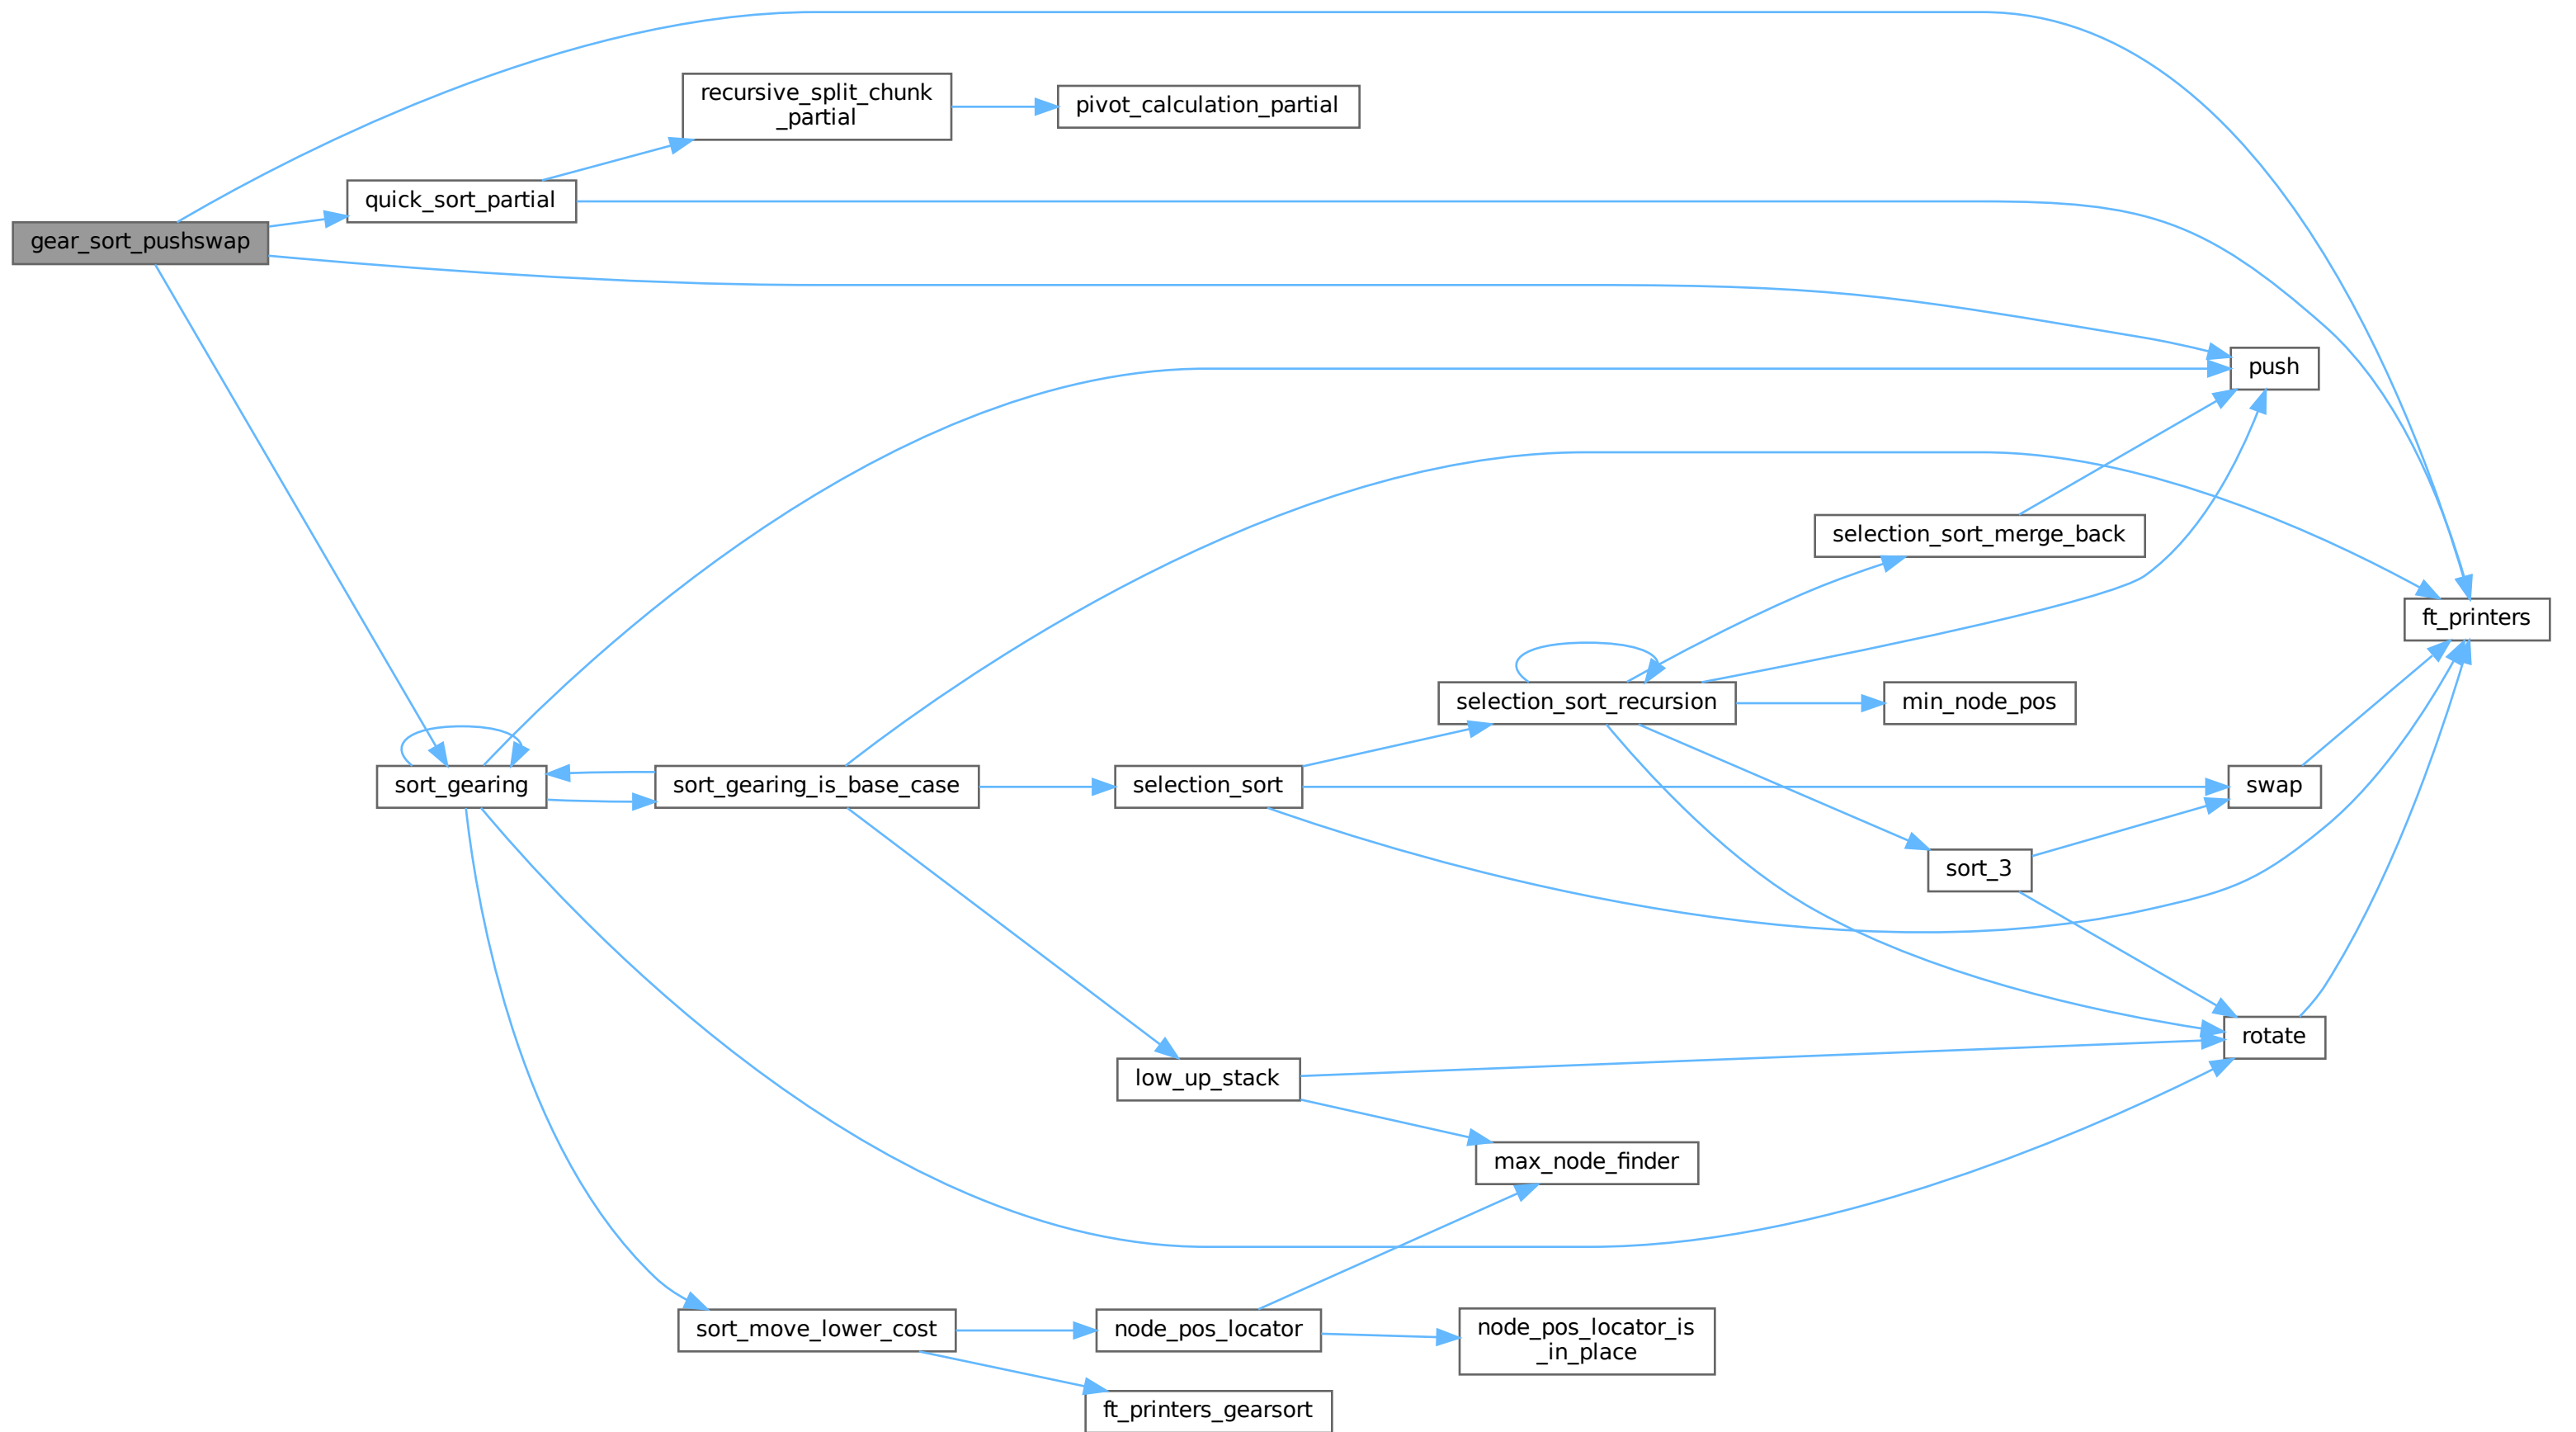 recursive_split_chunk
_partial
pivot_calculation_partial
quick_sort_partial
gear_sort_pushswap
push
selection_sort_merge_back
ft_printers
selection_sort_recursion
min_node_pos
sort_gearing
sort_gearing_is_base_case
selection_sort
swap
sort_3
rotate
low_up_stack
max_node_finder
sort_move_lower_cost
node_pos_locator
node_pos_locator_is
_in_place
ft_printers_gearsort